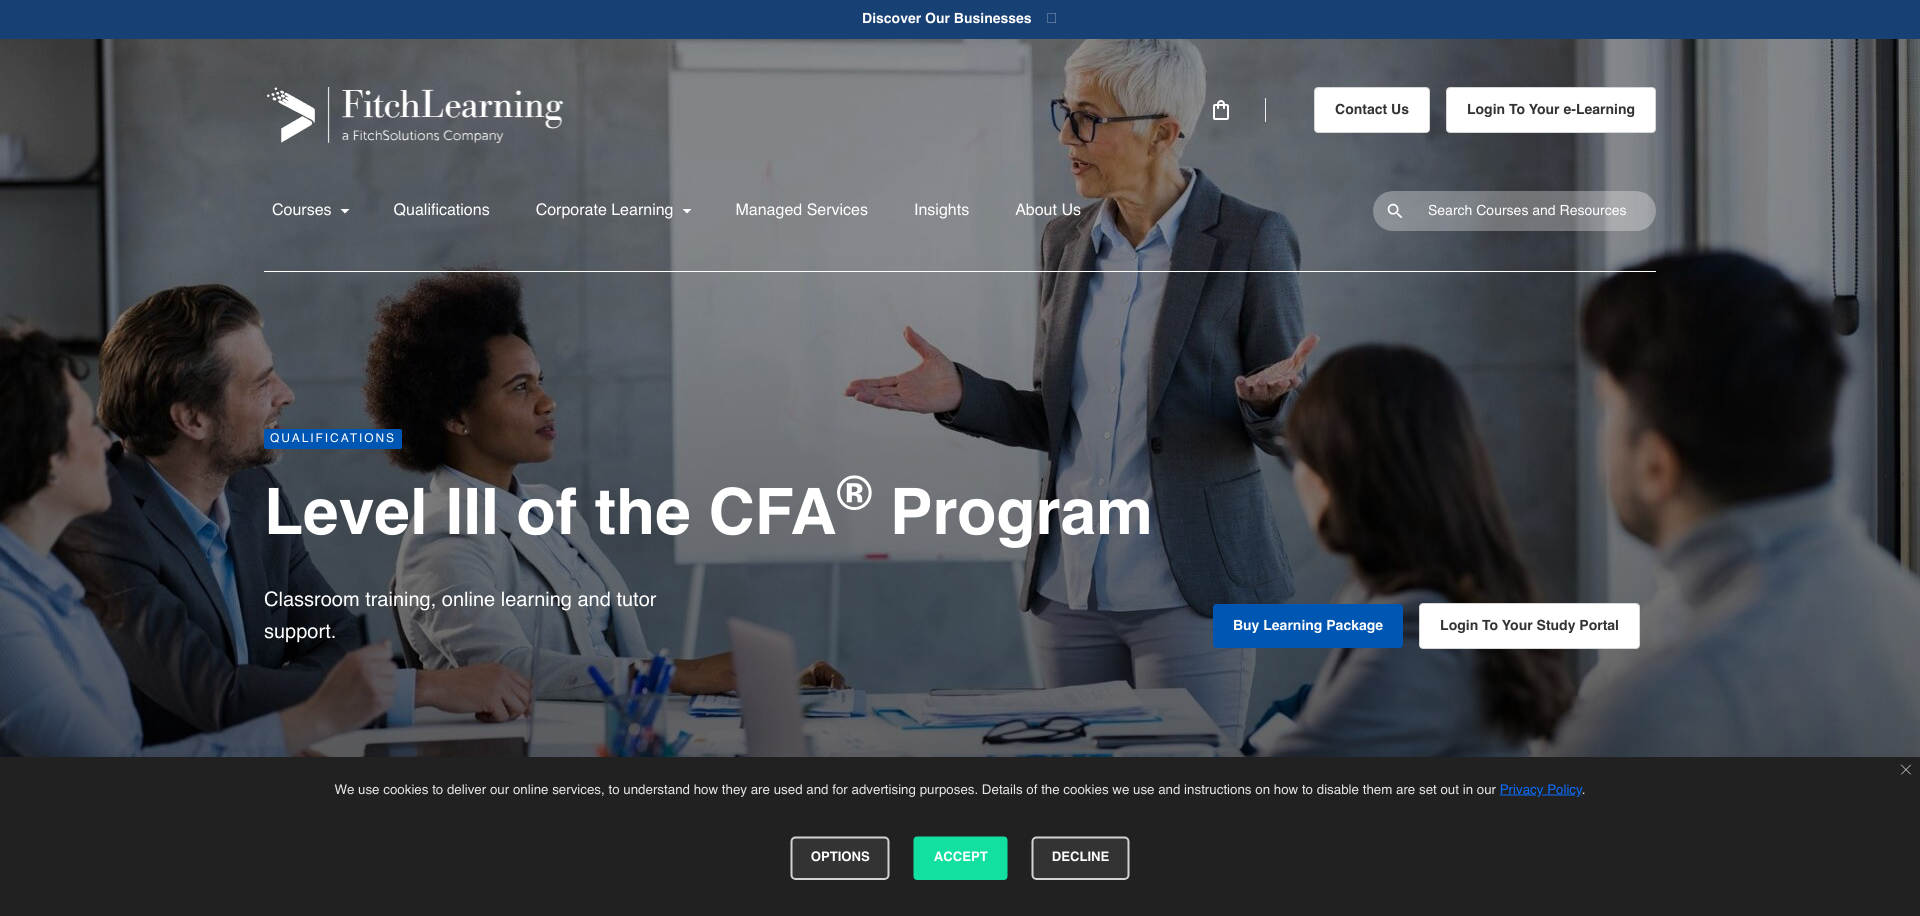 Discover Our Businesses
FitchLearning
a FitchSolutions Company
Contact Us
Login To Your e-Learning
Courses
Qualifications
Corporate Learning
Managed Services
Insights
About Us
Search Courses and Resources
QUALIFICATIONS
Level III of the CFA® Program
Classroom training, online learning and tutor
support.
Buy Learning Package
Login To Your Study Portal
We use cookies to deliver our online services, to understand how they are used and for advertising purposes. Details of the cookies we use and instructions on how to disable them are set out in our Privacy Policy.
OPTIONS
ACCEPT
DECLINE